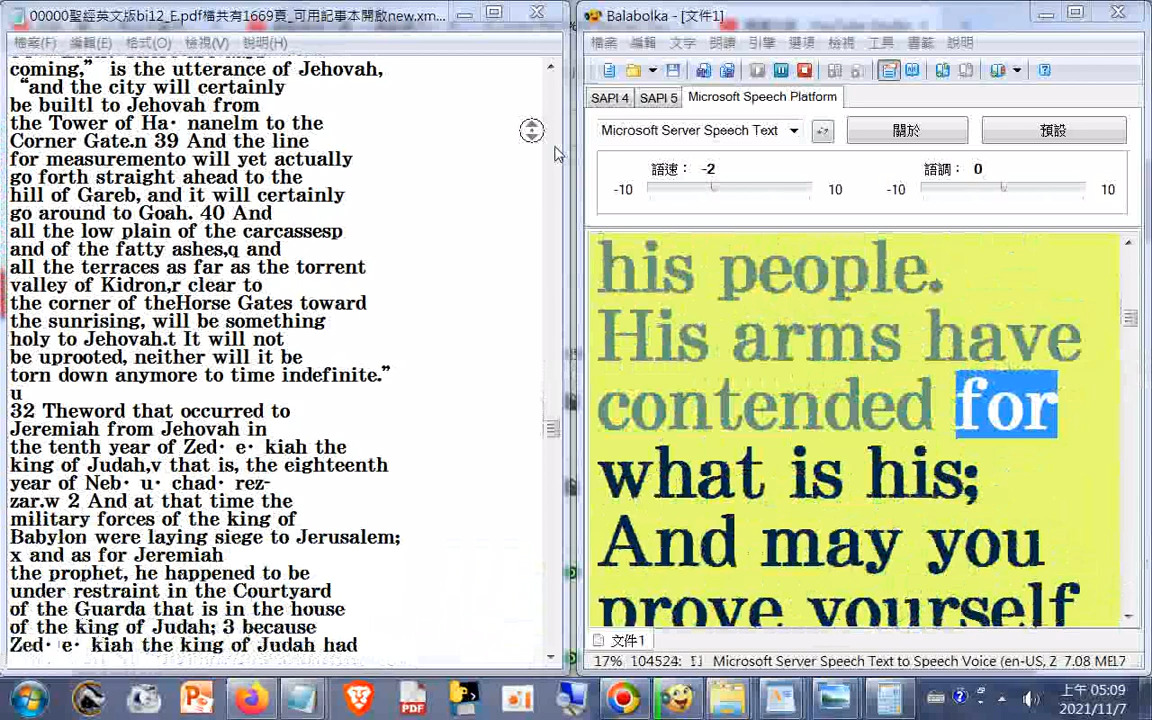 00000聖經英文版bi12_E.pdf檔共有1669頁_可用記事本開啟new.xm...
檔案(F) 編輯(E) 格式(O) 檢視(V) 說明(H)
coming,” is the utterance of Jehovah,
“and the city will certainly
be builtl to Jehovah from
the Tower of Ha· nanelm to the
Corner Gate.n 39 And the line
for measuremento will yet actually
go forth straight ahead to the
hill of Gareb, and it will certainly
go around to Goah. 40 And
all the low plain of the carcassesp
and of the fatty ashes,q and
all the terraces as far as the torrent
valley of Kidron,r clear to
the corner of theHorse Gates toward
the sunrising, will be something
holy to Jehovah.t It will not
be uprooted, neither will it be
torn down anymore to time indefinite.”
u
32 Theword that occurred to
Jeremiah from Jehovah in
the tenth year of Zed· e· kiah the
king of Judah,v that is, the eighteenth
year of Neb· u· chad· rez-
zar.w 2 And at that time the
military forces of the king of
Babylon were laying siege to Jerusalem;
x and as for Jeremiah
the prophet, he happened to be
under restraint in the Courtyard
of the Guarda that is in the house
of the king of Judah; 3 because
Zed· e· kiah the king of Judah had
Balabolka - [文件1]
檔案 編輯 文字 朗讀 引擎 選項 檢視 工具 書籤 說明
SAPI 4 SAPI 5 Microsoft Speech Platform
Microsoft Server Speech Text 關於 預設
語速： -2 語調： 0
-10 10 -10 10
his people.
His arms have
contended for
what is his;
And may you
prove yourself
文件1
17% 104524: Microsoft Server Speech Text to Speech Voice (en-US, 2 7.08 MB
上午 05:09
2021/11/7